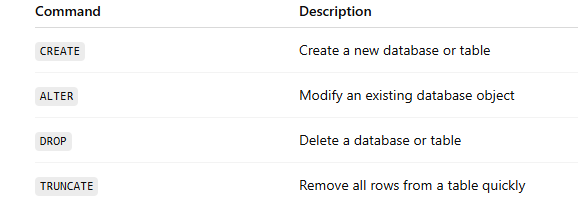 Command Description
CREATE Create a new database or table
ALTER Modify an existing database object
DROP Delete a database or table
TRUNCATE Remove all rows from a table quickly